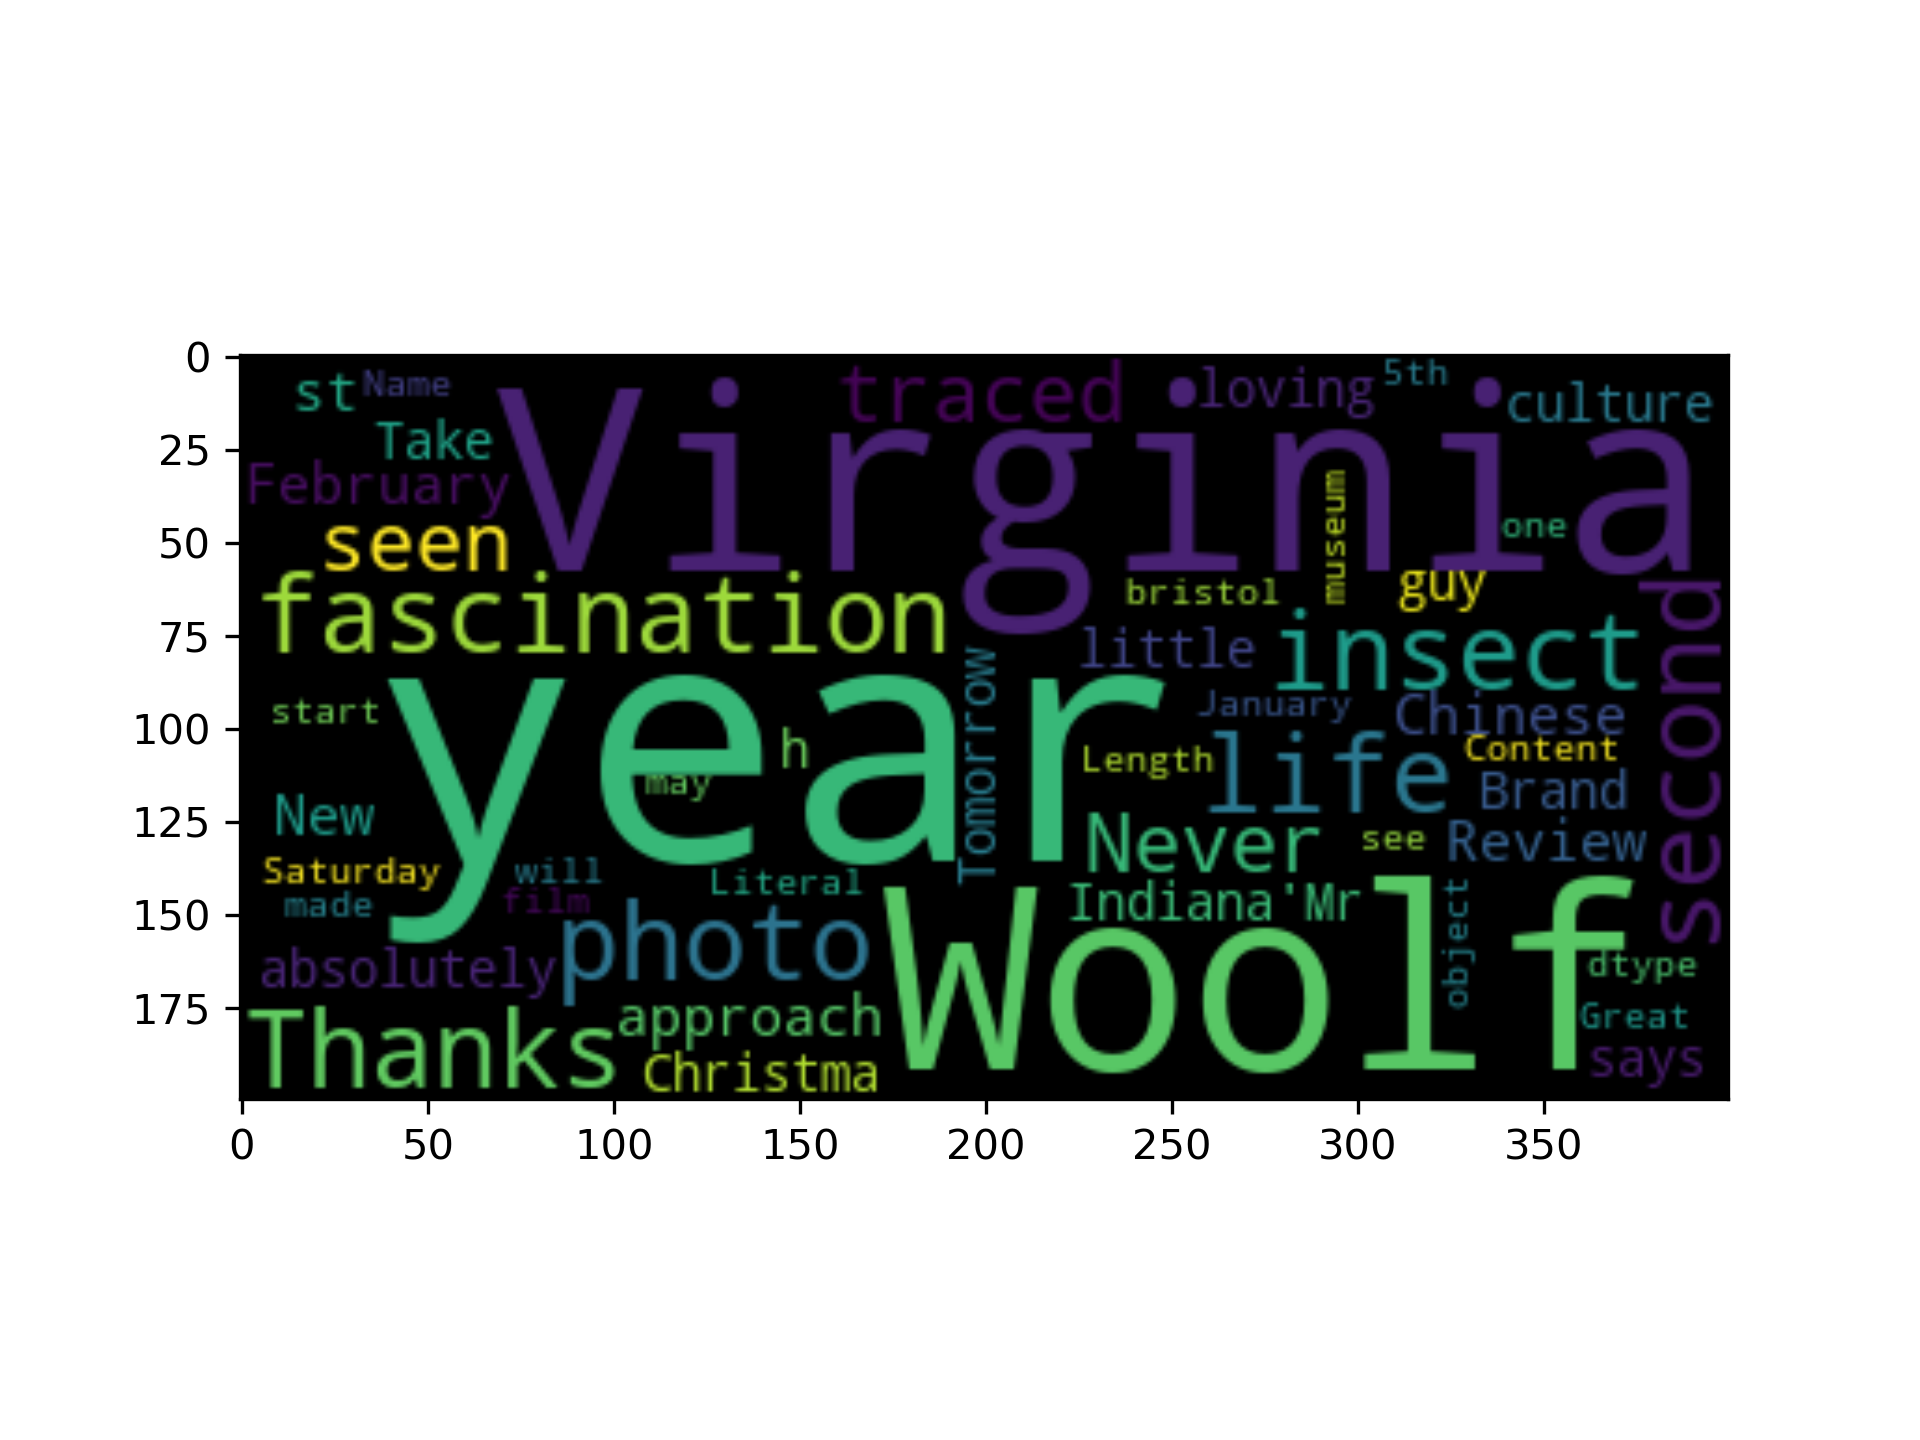 0
25
50
75
100
125
150
175
0 50 100 150 200 250 300 350
st Name
Virginia
traced
loving
5th
culture
Take
February
seen
museum
one
fascination
bristol
guy
second
little
insect
year
Tomorrow
start
January
Chinese
h
Length
life
Content
may
Brand
New
Never
see
Review
Saturday
will
Literal
made
film
Indiana'Mr
Woolf
object
photo
absolutely
dtype
Thanks
approach
Great
Christma
says